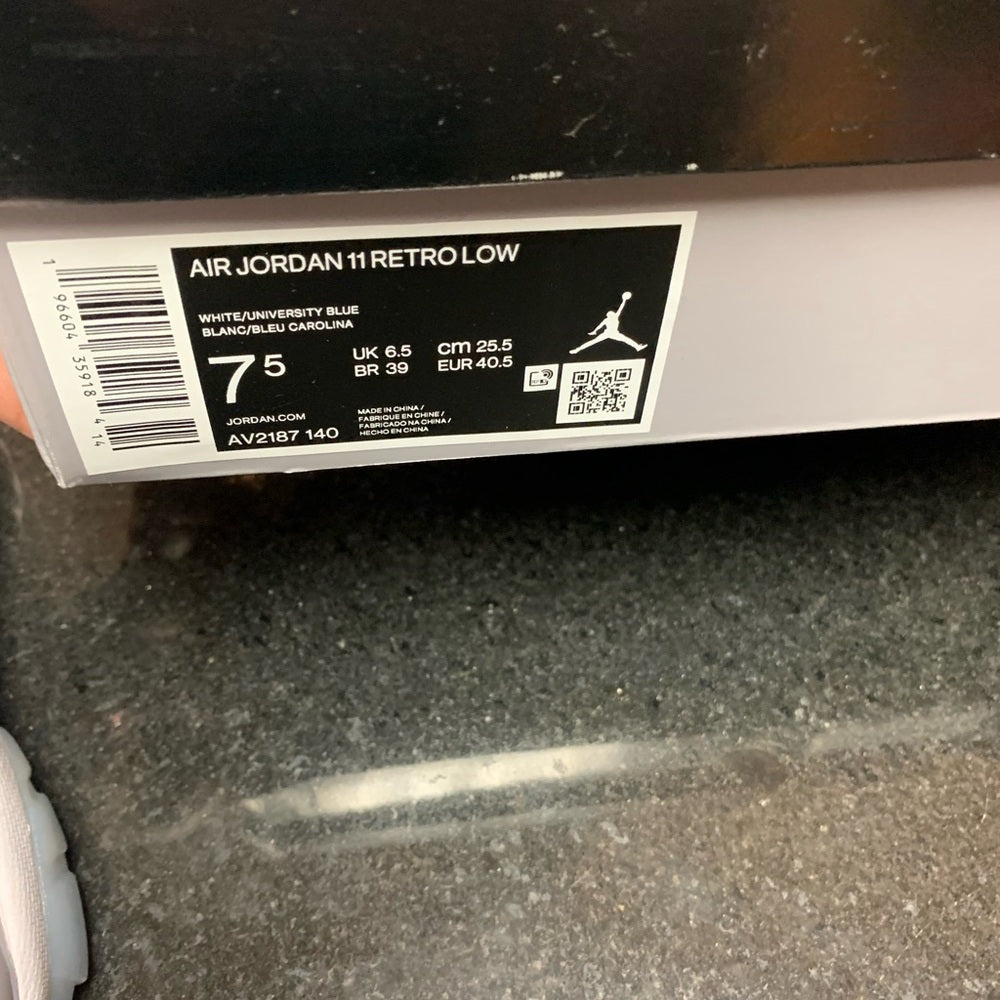 AIR JORDAN 11 RETRO LOW
WHITE/UNIVERSITY BLUE
BLANC/BLEU CAROLINA
7 5
UK 6.5 cm 25.5
BR 39 EUR 40.5
JORDAN.COM
AV2187 140
MADE IN CHINA /
FABRIQUE EN CHINE /
FABRICADO NA CHINA /
HECHO EN CHINA
1 96604 35918 4 14